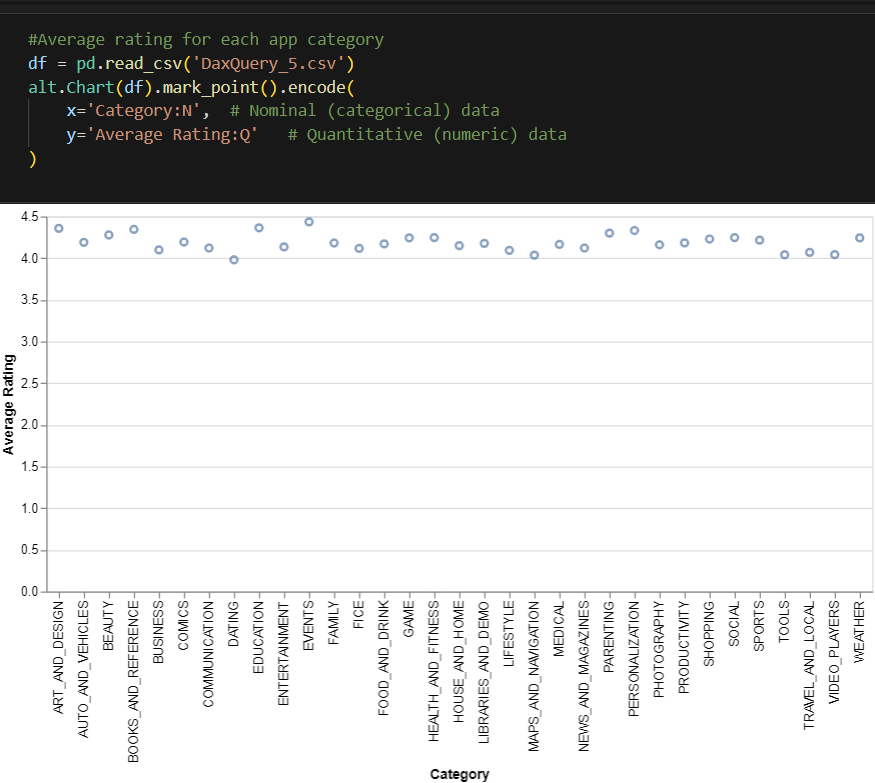 #Average rating for each app category
df = pd.read_csv('DaxQuery_5.csv')
alt.Chart(df).mark_point().encode(
x='Category:N',  # Nominal (categorical) data
y='Average Rating:Q'   # Quantitative (numeric) data
)
4.5
4.0
3.5
3.0
2.5
2.0
1.5
1.0
0.5
0.0
Average Rating
ART_AND_DESIGN
AUTO_AND_VEHICLES
BEAUTY
BOOKS_AND_REFERENCE
BUSINESS
COMICS
COMMUNICATION
DATING
EDUCATION
ENTERTAINMENT
EVENTS
FAMILY
FICE
FOOD_AND_DRINK
GAME
HEALTH_AND_FITNESS
HOUSE_AND_HOME
LIBRARIES_AND_DEMO
LIFESTYLE
MAPS_AND_NAVIGATION
MEDICAL
NEWS_AND_MAGAZINES
PARENTING
PERSONALIZATION
PHOTOGRAPHY
PRODUCTIVITY
SHOPPING
SOCIAL
SPORTS
TOOLS
TRAVEL_AND_LOCAL
VIDEO_PLAYERS
WEATHER
Category